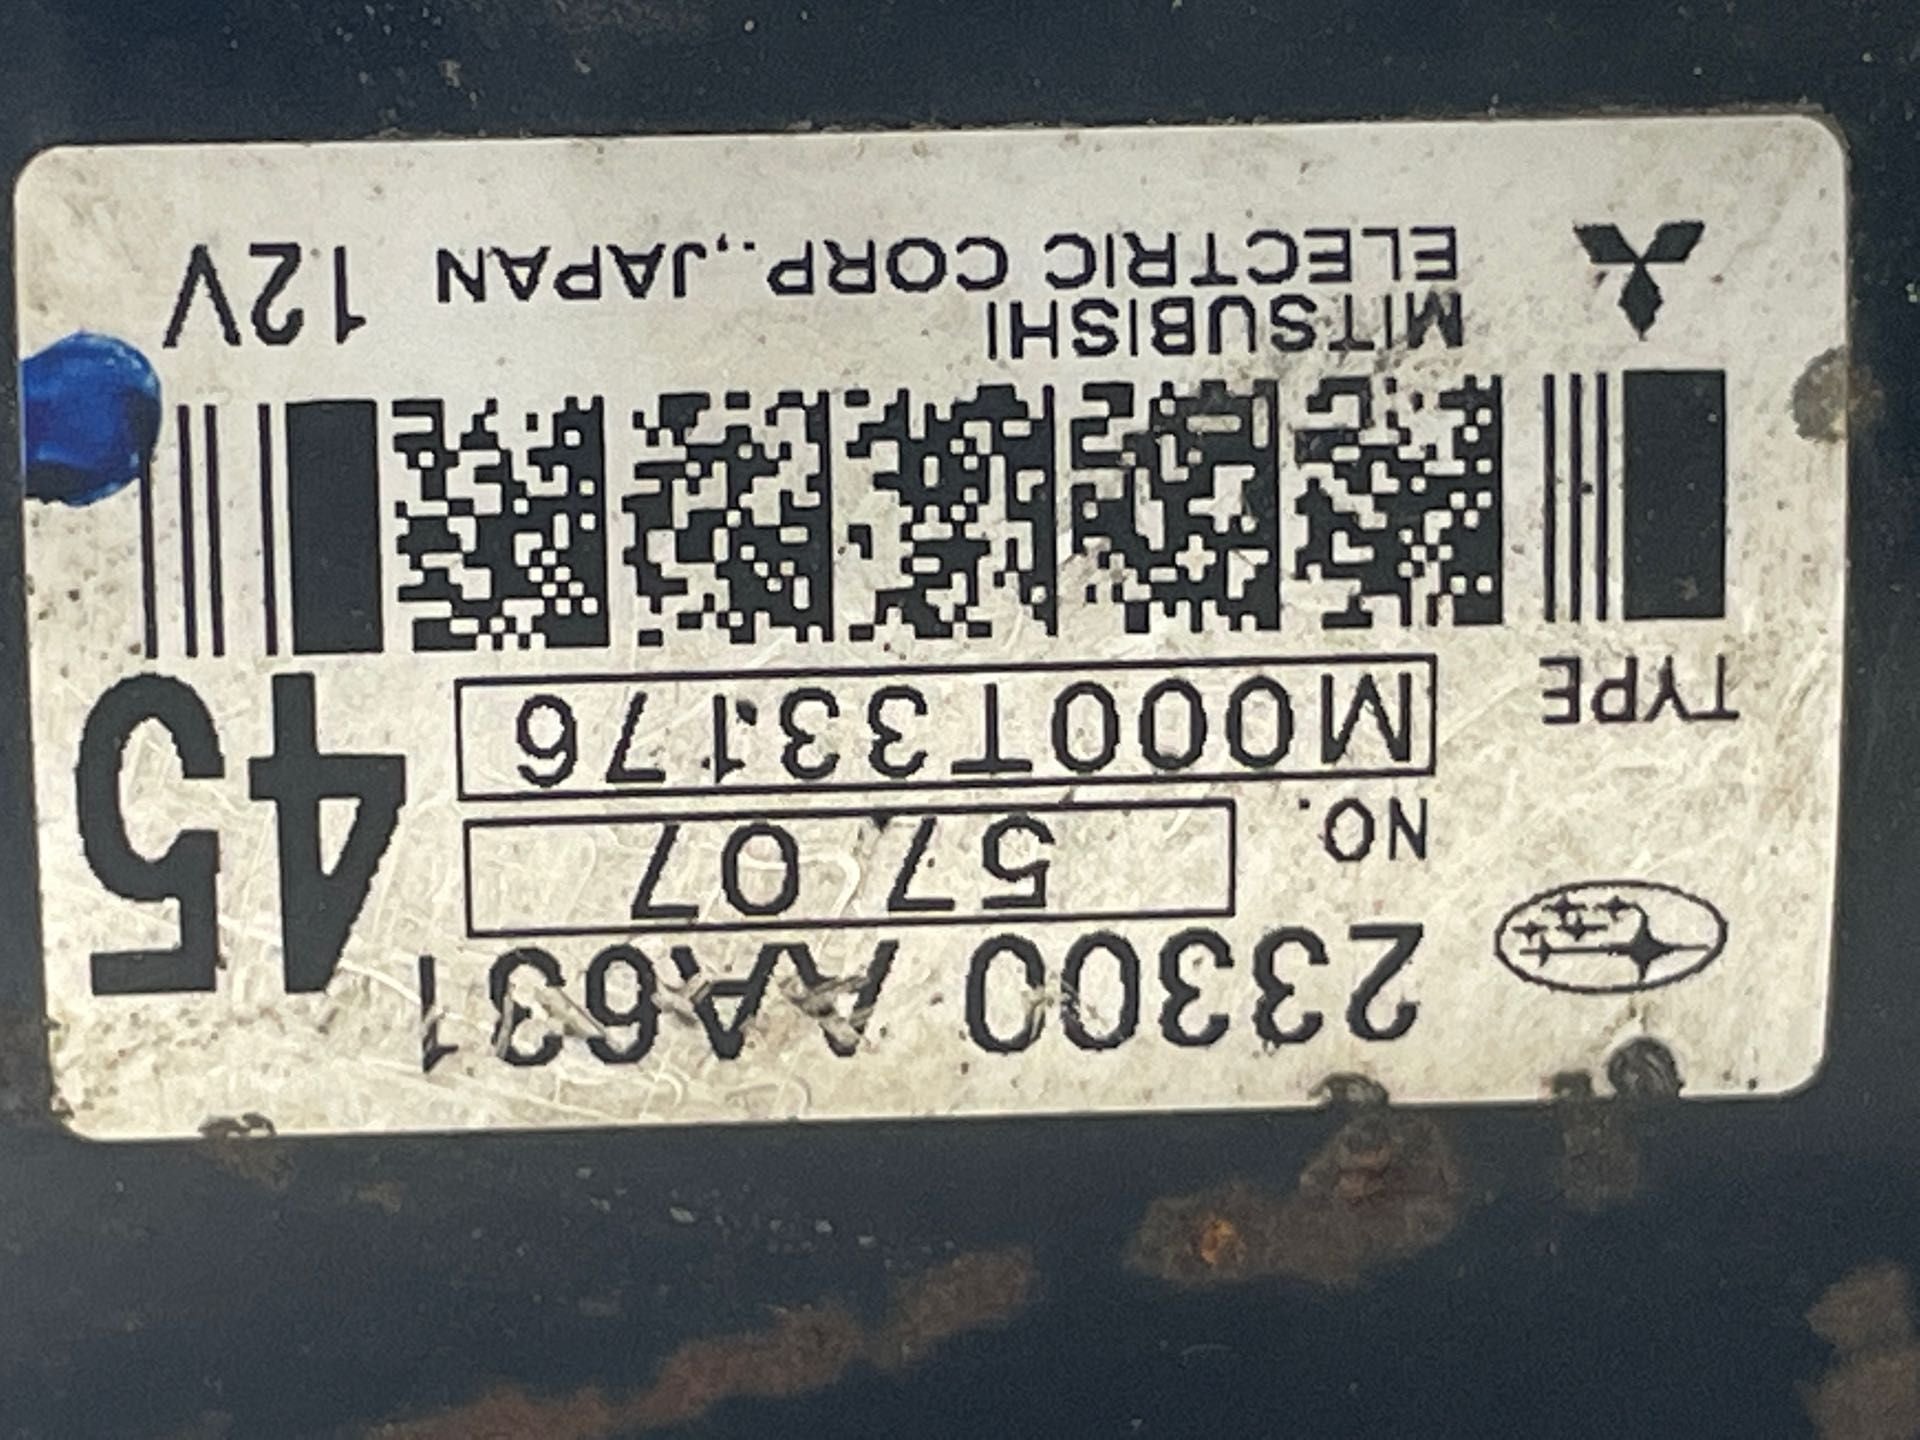 23300 AA631
NO. 57 07
TYPE M000T33176
45
MITSUBISHI
ELECTRIC CORP.,JAPAN 12V